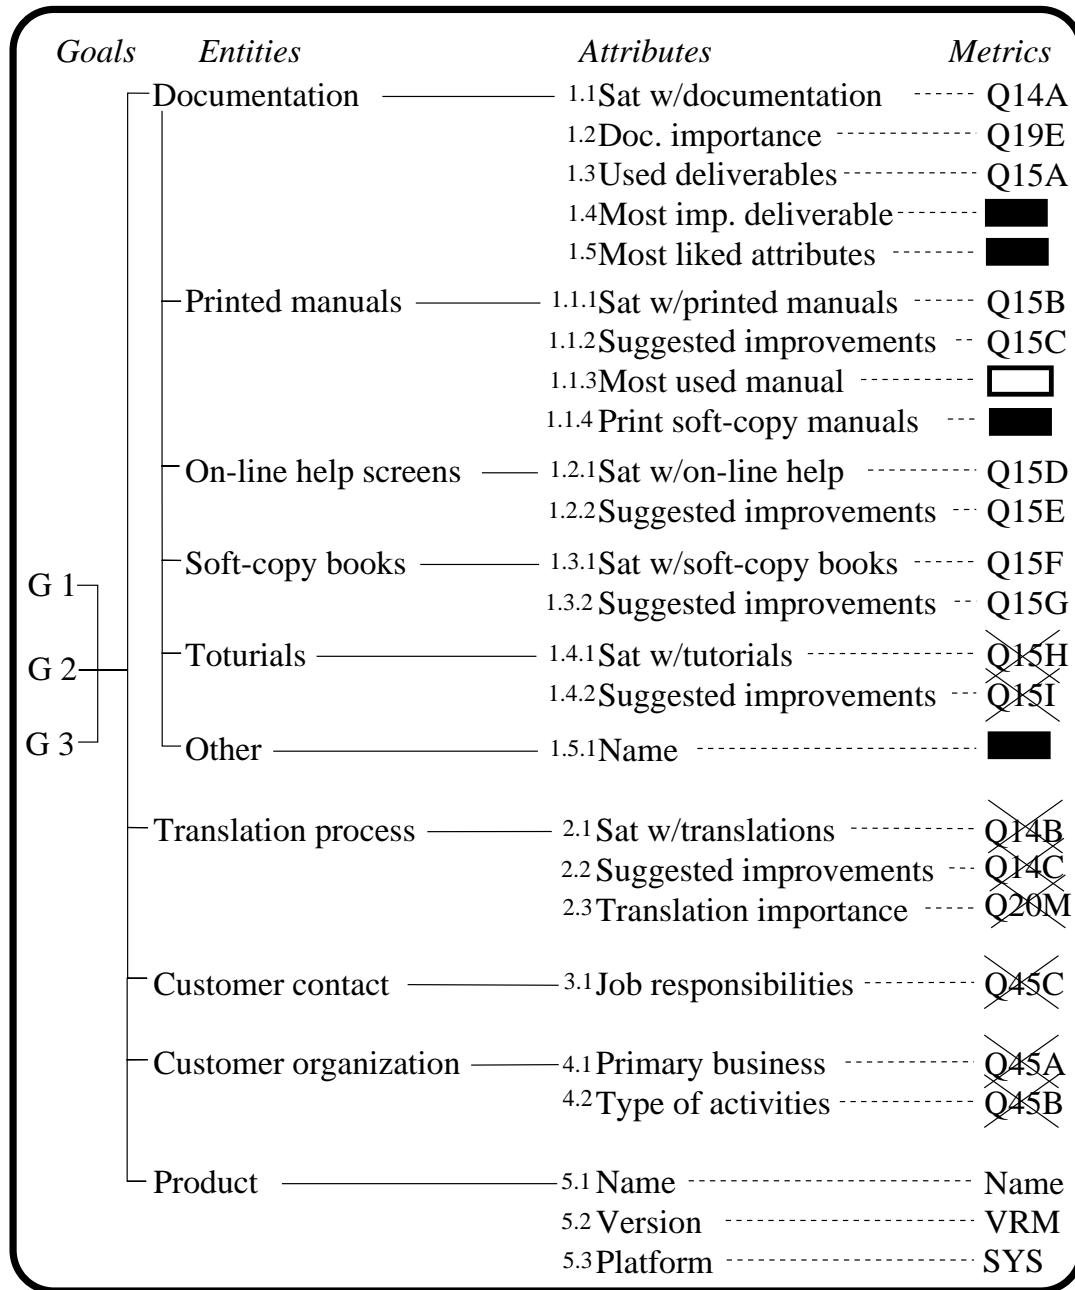 Goals Entities Attributes Metrics
Documentation 1.1 Sat w/documentation Q14A
1.2 Doc. importance Q19E
1.3 Used deliverables Q15A
1.4 Most imp. deliverable
1.5 Most liked attributes
Printed manuals 1.1.1 Sat w/printed manuals Q15B
1.1.2 Suggested improvements Q15C
1.1.3 Most used manual
1.1.4 Print soft-copy manuals
On-line help screens 1.2.1 Sat w/on-line help Q15D
1.2.2 Suggested improvements Q15E
Soft-copy books 1.3.1 Sat w/soft-copy books Q15F
G 1
1.3.2 Suggested improvements Q15G
Toturials 1.4.1 Sat w/tutorials Q15H
G 2
1.4.2 Suggested improvements Q15I
G 3
Other 1.5.1 Name
Translation process 2.1 Sat w/translations Q14B
2.2 Suggested improvements Q14C
2.3 Translation importance Q20M
Customer contact 3.1 Job responsibilities Q45C
Customer organization 4.1 Primary business Q45A
4.2 Type of activities Q45B
Product 5.1 Name Name
5.2 Version VRM
5.3 Platform SYS